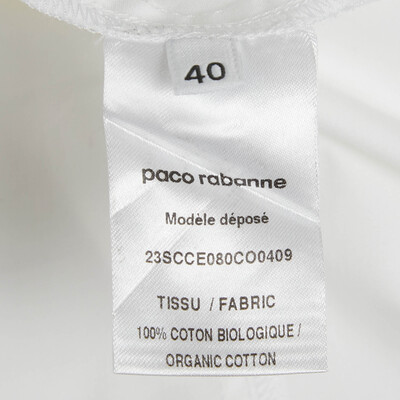 40
paco rabanne
Modèle déposé
23SCCE080CO0409
TISSU / FABRIC
100% COTON BIOLOGIQUE /
ORGANIC COTTON